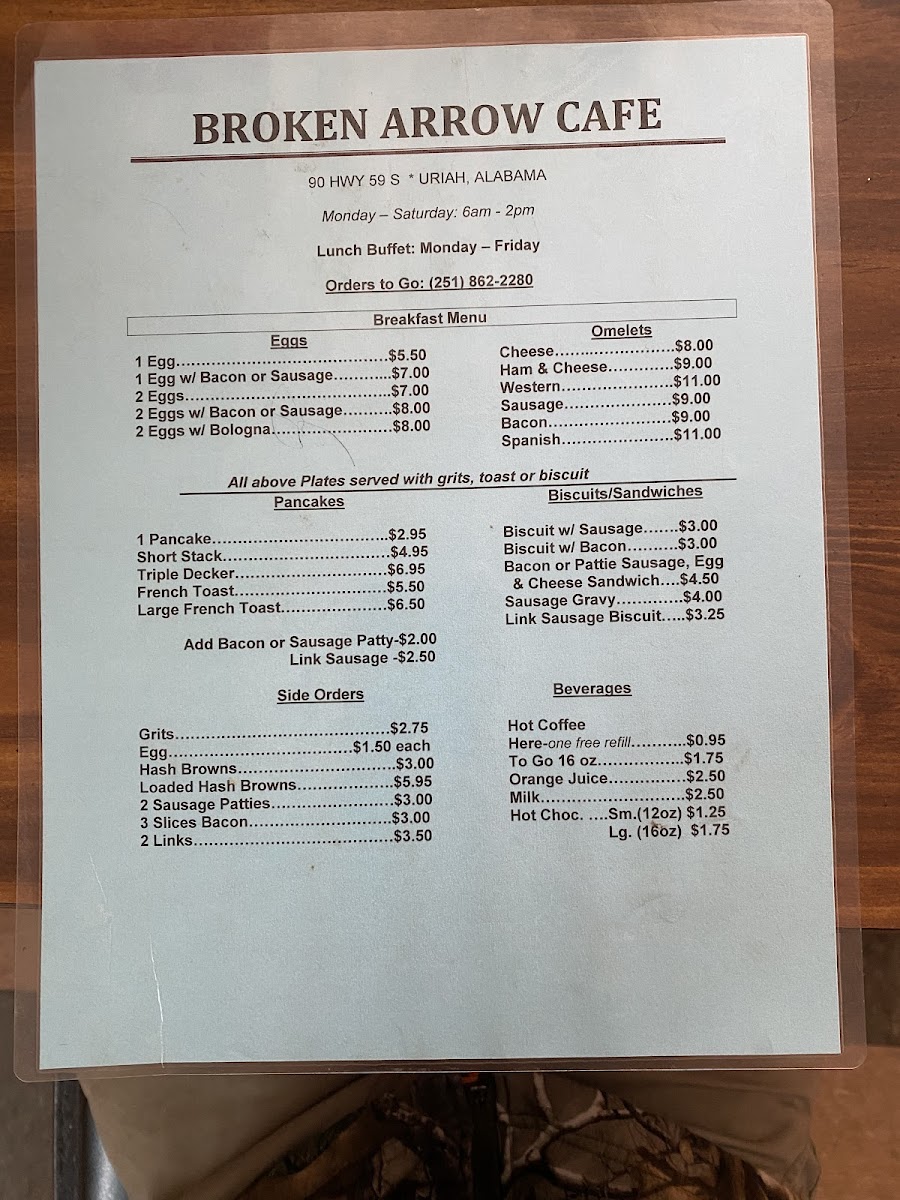 BROKEN ARROW CAFE
90 HWY 59 S * URIAH, ALABAMA
Monday – Saturday: 6am - 2pm
Lunch Buffet: Monday – Friday
Orders to Go: (251) 862-2280
Breakfast Menu
Eggs
1 Egg.......................................$5.50
1 Egg w/ Bacon or Sausage...........$7.00
2 Eggs......................................$7.00
2 Eggs w/ Bacon or Sausage.........$8.00
2 Eggs w/ Bologna......................$8.00
Omelets
Cheese......................$8.00
Ham & Cheese............$9.00
Western.....................$11.00
Sausage....................$9.00
Bacon.......................$9.00
Spanish.....................$11.00
All above Plates served with grits, toast or biscuit
Pancakes
1 Pancake.....................................$2.95
Short Stack...............................$4.95
Triple Decker............................$6.95
French Toast............................$5.50
Large French Toast...................$6.50
Add Bacon or Sausage Patty-$2.00
Link Sausage -$2.50
Biscuits/Sandwiches
Biscuit w/ Sausage.......$3.00
Biscuit w/ Bacon..........$3.00
Bacon or Pattie Sausage, Egg
& Cheese Sandwich....$4.50
Sausage Gravy............$4.00
Link Sausage Biscuit.....$3.25
Side Orders
Grits.......................................$2.75
Egg..................................$1.50 each
Hash Browns.............................$3.00
Loaded Hash Browns..................$5.95
2 Sausage Patties......................$3.00
3 Slices Bacon..........................$3.00
2 Links....................................$3.50
Beverages
Hot Coffee
Here-one free refill...........$0.95
To Go 16 oz................$1.75
Orange Juice..............$2.50
Milk..........................$2.50
Hot Choc. ....Sm.(12oz) $1.25
Lg. (16oz) $1.75